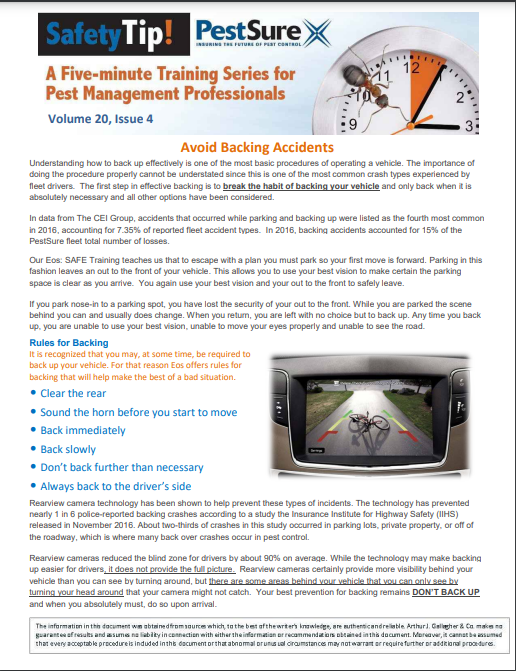 SafetyTip! PestSure
INSURING THE FUTURE OF PEST CONTROL
A Five-minute Training Series for
Pest Management Professionals
Volume 20, Issue 4
11 12 1
10 2
9 3
Avoid Backing Accidents
Understanding how to back up effectively is one of the most basic procedures of operating a vehicle. The importance of
doing the procedure properly cannot be understated since this is one of the most common crash types experienced by
fleet drivers. The first step in effective backing is to break the habit of backing your vehicle and only back when it is
absolutely necessary and all other options have been considered.
In data from The CEI Group, accidents that occurred while parking and backing up were listed as the fourth most common
in 2016, accounting for 7.35% of reported fleet accident types. In 2016, backing accidents accounted for 15% of the
PestSure fleet total number of losses.
Our Eos: SAFE Training teaches us that to escape with a plan you must park so your first move is forward. Parking in this
fashion leaves an out to the front of your vehicle. This allows you to use your best vision to make certain the parking
space is clear as you arrive. You again use your best vision and your out to the front to safely leave.
If you park nose-in to a parking spot, you have lost the security of your out to the front. While you are parked the scene
behind you can and usually does change. When you return, you are left with no choice but to back up. Any time you back
up, you are unable to use your best vision, unable to move your eyes properly and unable to see the road.
Rules for Backing
It is recognized that you may, at some time, be required to
back up your vehicle. For that reason Eos offers rules for
backing that will help make the best of a bad situation.
• Clear the rear
• Sound the horn before you start to move
• Back immediately
• Back slowly
• Don't back further than necessary
• Always back to the driver's side
Rearview camera technology has been shown to help prevent these types of incidents. The technology has prevented
nearly 1 in 6 police-reported backing crashes according to a study the Insurance Institute for Highway Safety (IIHS)
released in November 2016. About two-thirds of crashes in this study occurred in parking lots, private property, or off of
the roadway, which is where many back over crashes occur in pest control.
Rearview cameras reduced the blind zone for drivers by about 90% on average. While the technology may make backing
up easier for drivers, it does not provide the full picture. Rearview cameras certainly provide more visibility behind your
vehicle than you can see by turning around, but there are some areas behind your vehicle that you can only see by
turning your head around that your camera might not catch. Your best prevention for backing remains DON'T BACK UP
and when you absolutely must, do so upon arrival.
The information in this document was obtained from sources which, to the best of the writer's knowledge, are authentic and reliable. Arthur J. Gallagher & Co. makes no
guarantee of results and assumes no liability in connection with either the information or recommendations obtained in this document. Moreover, it cannot be assumed
that every acceptable procedure is included in this document or that abnormal or unusual circumstances may not warrant or require further or additional procedures.